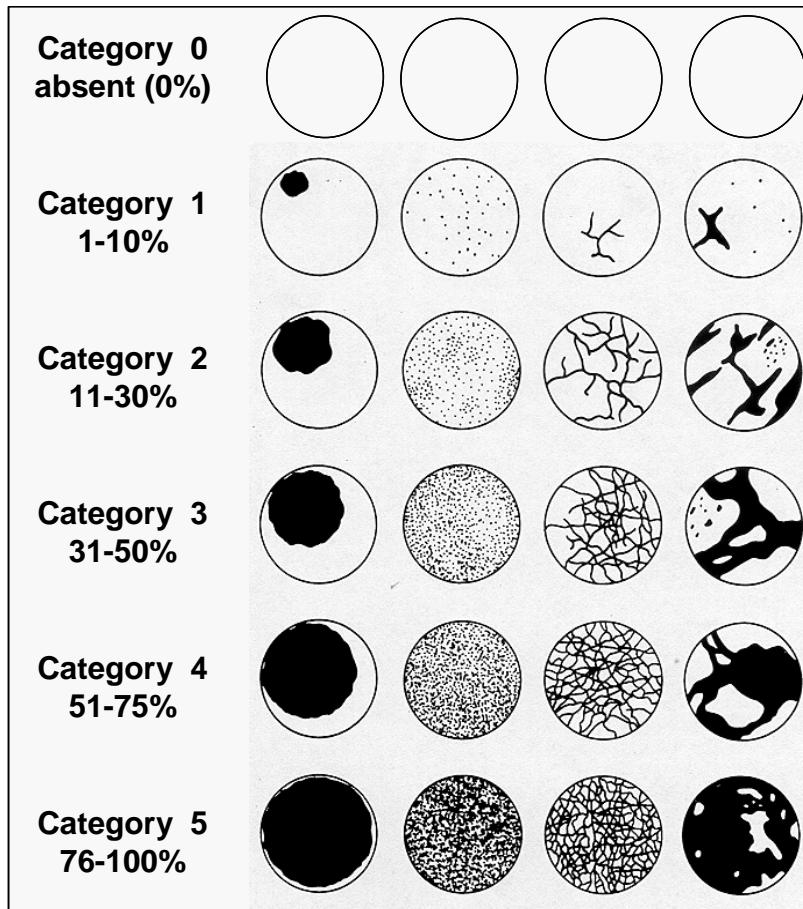 Category 0
absent (0%)
Category 1
1-10%
Category 2
11-30%
Category 3
31-50%
Category 4
51-75%
Category 5
76-100%